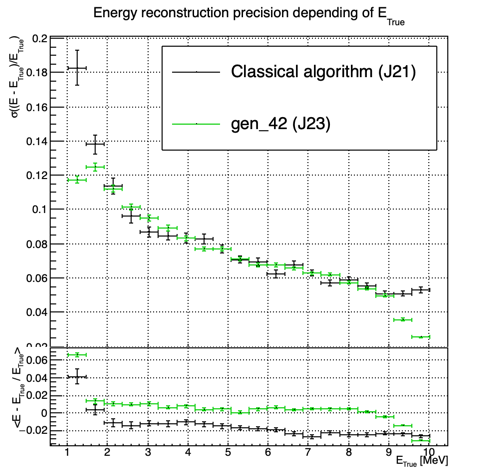 Energy reconstruction precision depending of E_True
σ((E - E_True)/E_True)
0.2
0.18
0.16
0.14
0.12
0.1
0.08
0.06
0.04
0.02
Classical algorithm (J21)
gen_42 (J23)
<E - E_True / E_True>
0.06
0.04
0.02
0
−0.02
1 2 3 4 5 6 7 8 9 10
E_True [MeV]